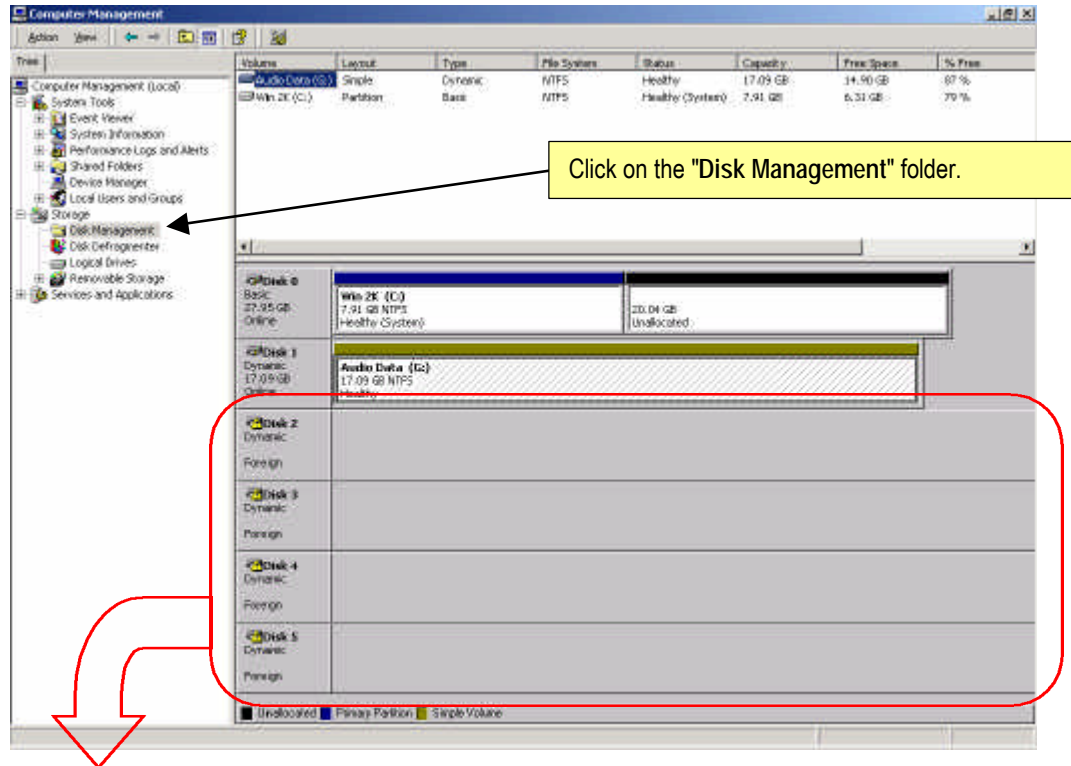 Computer Management
Action View
Tree
Computer Management (Local)
System Tools
Event Viewer
System Information
Performance Logs and Alerts
Shared Folders
Device Manager
Local Users and Groups
Storage
Disk Management
Disk Defragmenter
Logical Drives
Removable Storage
Services and Applications
Volume Layout Type File System Status Capacity Free Space % Free
Audio Data (G:) Simple Dynamic NTFS Healthy 17.09 GB 14.90 GB 87 %
Win 2K (C:) Partition Basic NTFS Healthy (System) 7.91 GB 6.31 GB 79 %
Click on the "Disk Management" folder.
Disk 0
Basic
27.95 GB
Online
Win 2K (C:)
7.91 GB NTFS
Healthy (System)
20.04 GB
Unallocated
Disk 1
Dynamic
17.09 GB
Online
Audio Data (G:)
17.09 GB NTFS
Healthy
Disk 2
Dynamic
Foreign
Disk 3
Dynamic
Foreign
Disk 4
Dynamic
Foreign
Disk 5
Dynamic
Foreign
Unallocated Primary Partition Simple Volume